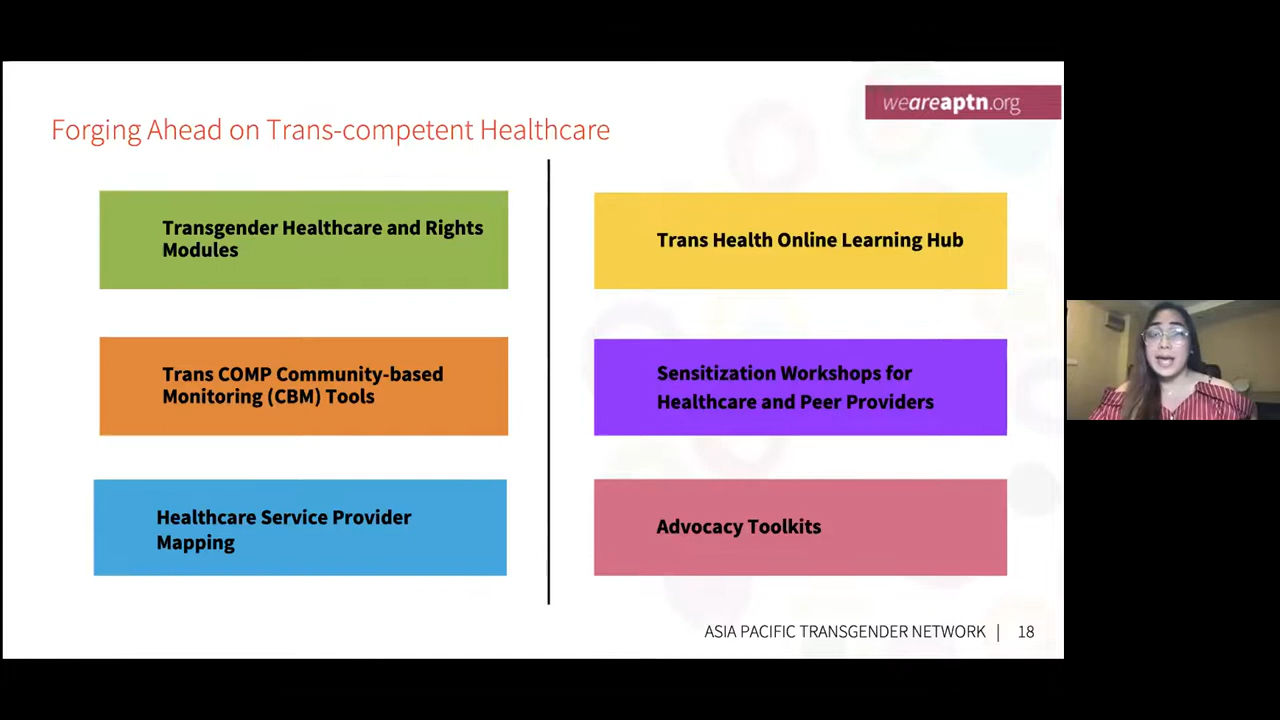 weareaptn.org
Forging Ahead on Trans-competent Healthcare
Transgender Healthcare and Rights
Modules
Trans COMP Community-based
Monitoring (CBM) Tools
Healthcare Service Provider
Mapping
Trans Health Online Learning Hub
Sensitization Workshops for
Healthcare and Peer Providers
Advocacy Toolkits
ASIA PACIFIC TRANSGENDER NETWORK | 18